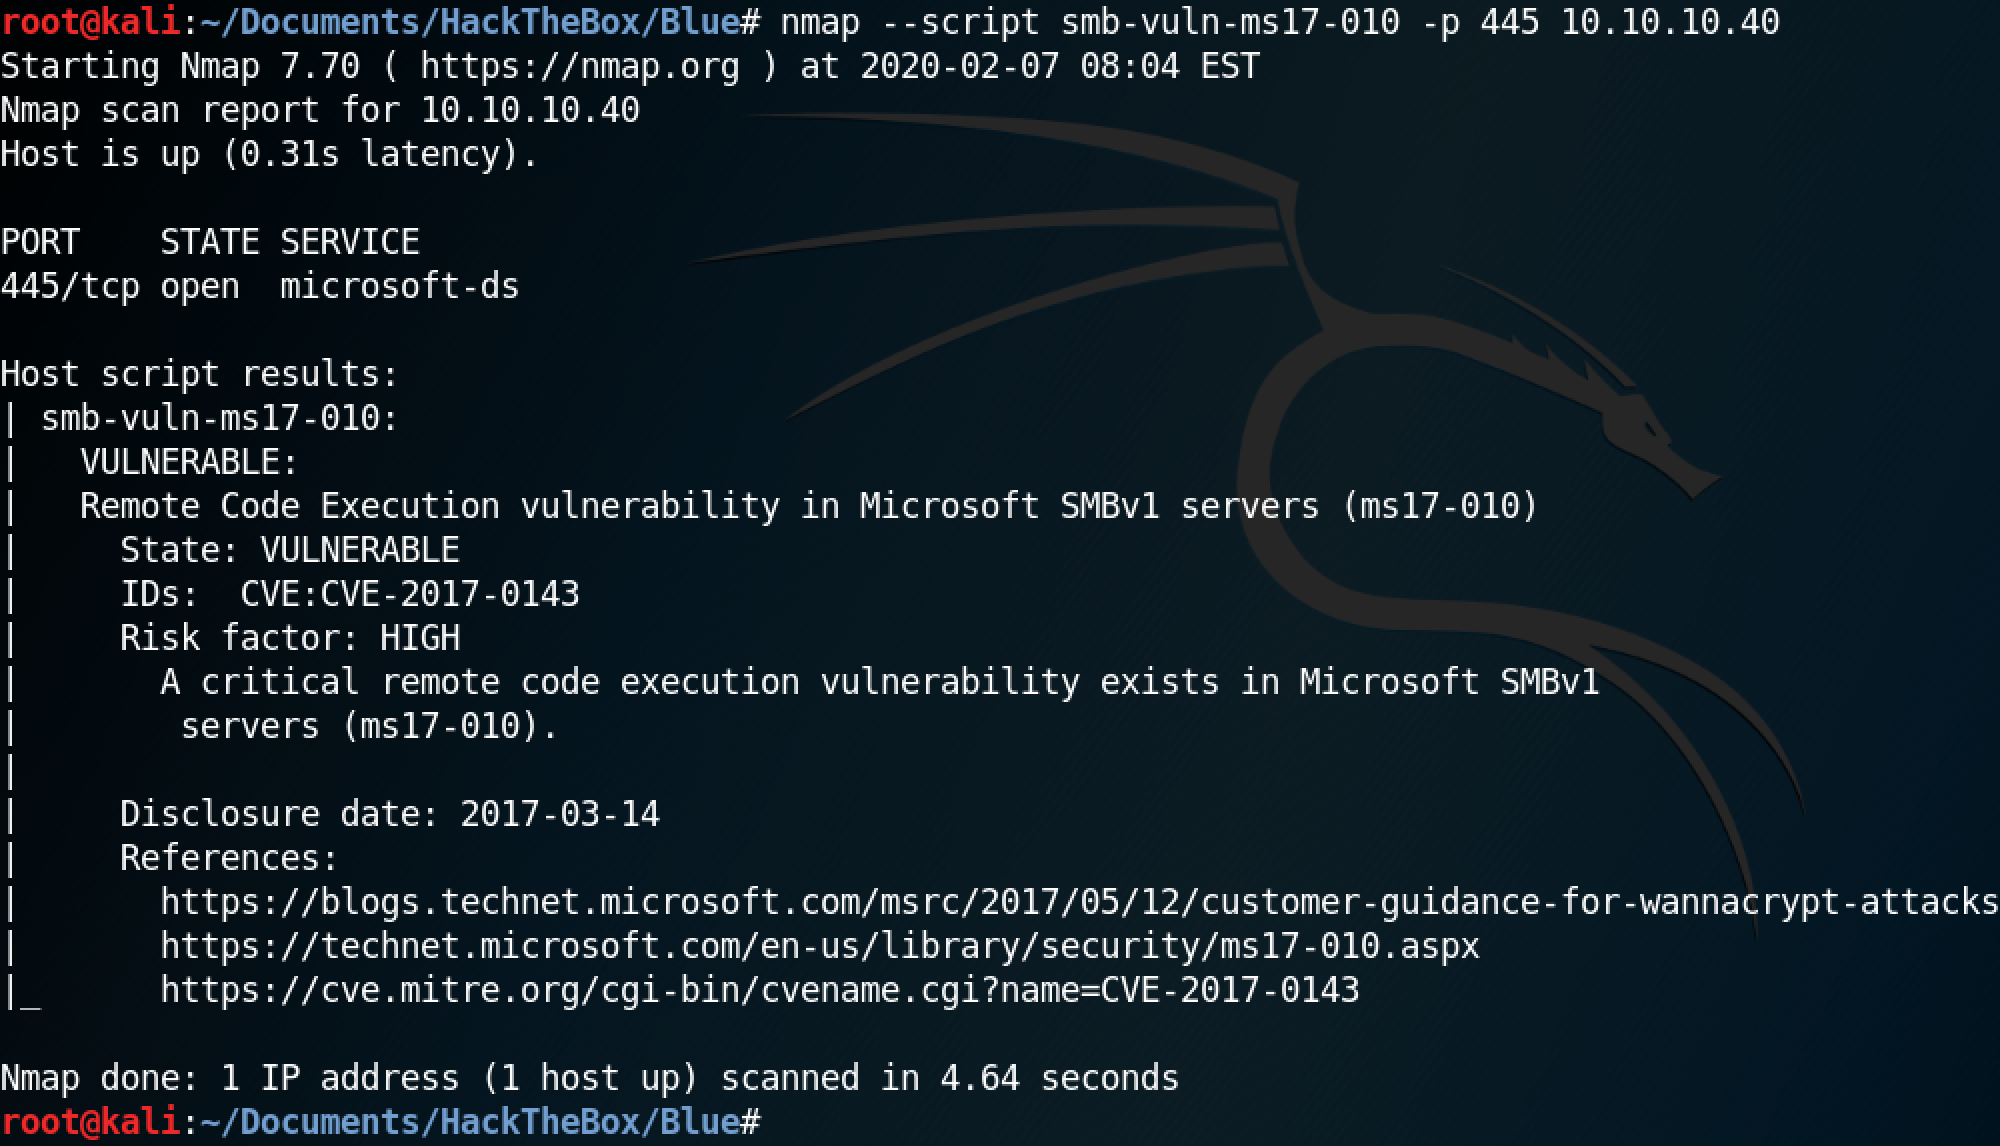 root@kali:~/Documents/HackTheBox/Blue# nmap --script smb-vuln-ms17-010 -p 445 10.10.10.40
Starting Nmap 7.70 ( https://nmap.org ) at 2020-02-07 08:04 EST
Nmap scan report for 10.10.10.40
Host is up (0.31s latency).

PORT    STATE SERVICE
445/tcp open  microsoft-ds

Host script results:
| smb-vuln-ms17-010:
|   VULNERABLE:
|   Remote Code Execution vulnerability in Microsoft SMBv1 servers (ms17-010)
|     State: VULNERABLE
|     IDs:  CVE:CVE-2017-0143
|     Risk factor: HIGH
|       A critical remote code execution vulnerability exists in Microsoft SMBv1
|        servers (ms17-010).
|
|     Disclosure date: 2017-03-14
|     References:
|       https://blogs.technet.microsoft.com/msrc/2017/05/12/customer-guidance-for-wannacrypt-attacks
|       https://technet.microsoft.com/en-us/library/security/ms17-010.aspx
|_      https://cve.mitre.org/cgi-bin/cvename.cgi?name=CVE-2017-0143

Nmap done: 1 IP address (1 host up) scanned in 4.64 seconds
root@kali:~/Documents/HackTheBox/Blue#